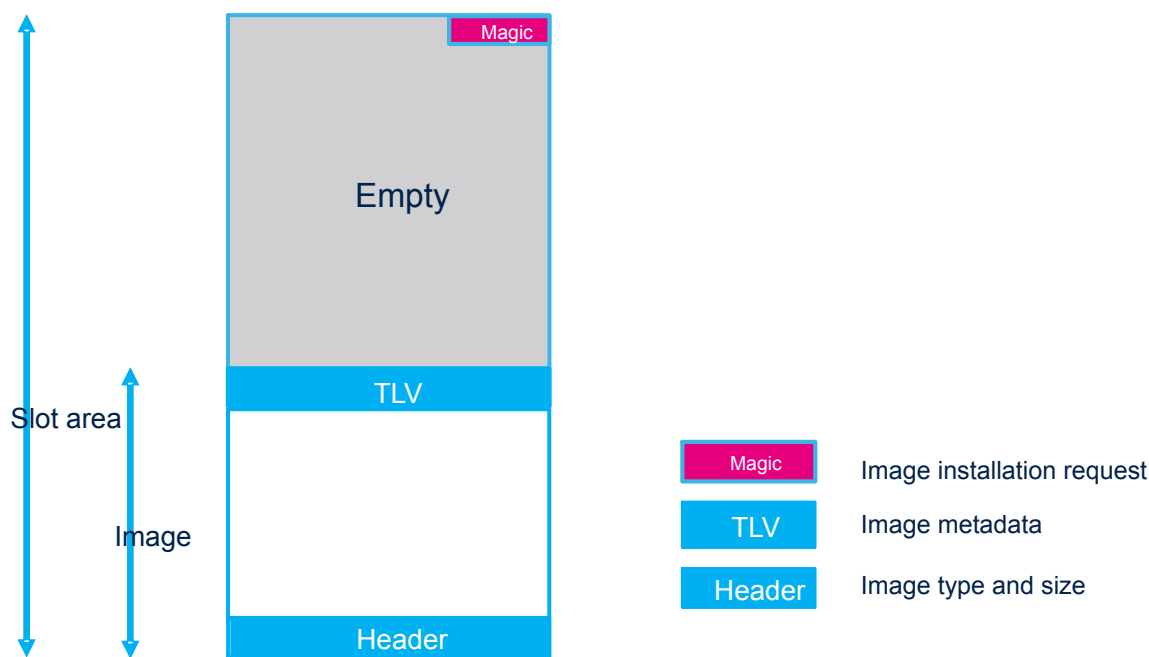 Magic
Empty
TLV
Slot area
Image
Header
Magic
Image installation request
TLV
Image metadata
Header
Image type and size